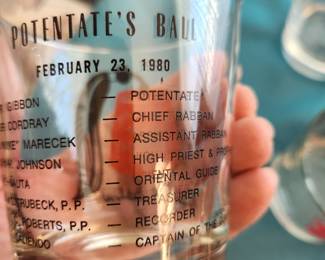 POTENTATE'S BALL
FEBRUARY 23, 1980
GIBBON — POTENTATE
CORDRAY — CHIEF RABBAN
MARECEK — ASSISTANT RABBAN
JOHNSON — HIGH PRIEST &
— ORIENTAL GUIDE
P.P. — TREASURER
ROBERTS, P.P. — RECORDER
— CAPTAIN OF THE